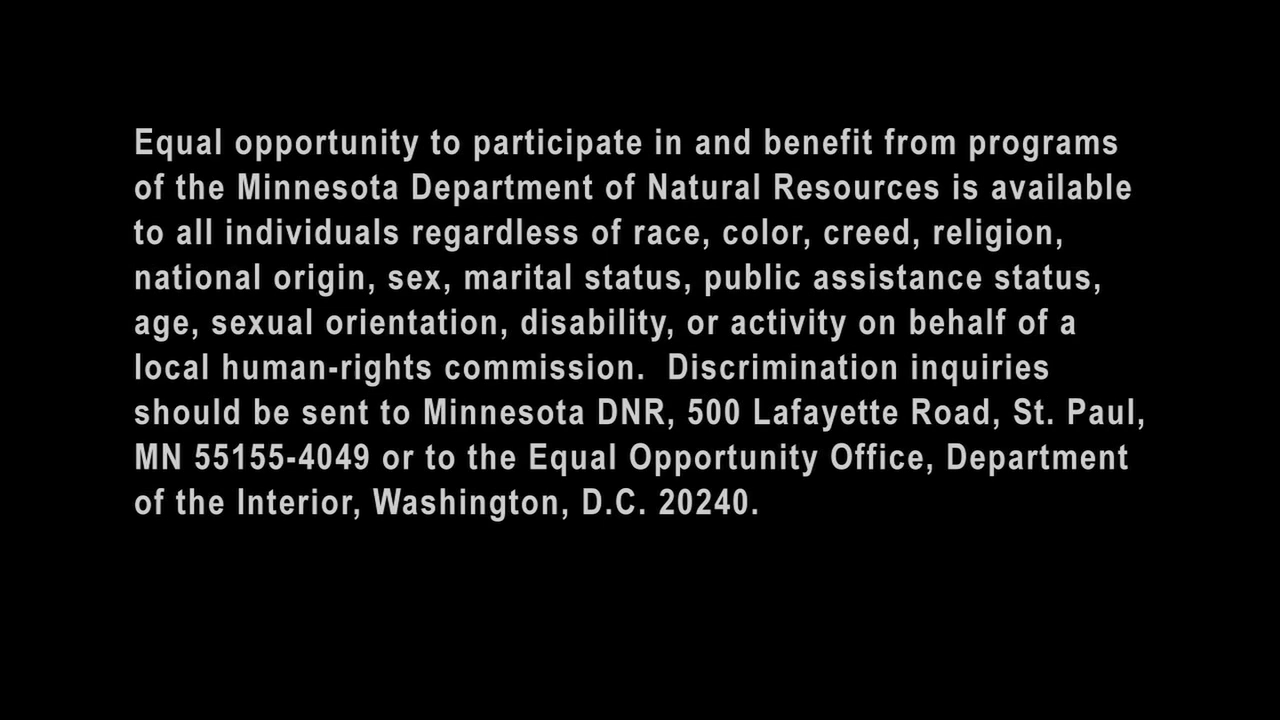 Equal opportunity to participate in and benefit from programs
of the Minnesota Department of Natural Resources is available
to all individuals regardless of race, color, creed, religion,
national origin, sex, marital status, public assistance status,
age, sexual orientation, disability, or activity on behalf of a
local human-rights commission.  Discrimination inquiries
should be sent to Minnesota DNR, 500 Lafayette Road, St. Paul,
MN 55155-4049 or to the Equal Opportunity Office, Department
of the Interior, Washington, D.C. 20240.